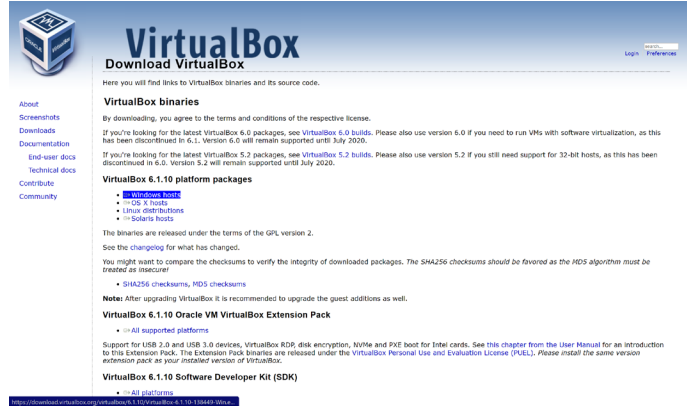 VirtualBox
search...
Login Preferences
Download VirtualBox
Here you will find links to VirtualBox binaries and its source code.
About
Screenshots
Downloads
Documentation
End-user docs
Technical docs
Contribute
Community
VirtualBox binaries
By downloading, you agree to the terms and conditions of the respective license.
If you're looking for the latest VirtualBox 6.0 packages, see VirtualBox 6.0 builds. Please also use version 6.0 if you need to run VMs with software virtualization, as this
has been discontinued in 6.1. Version 6.0 will remain supported until July 2020.
If you're looking for the latest VirtualBox 5.2 packages, see VirtualBox 5.2 builds. Please also use version 5.2 if you still need support for 32-bit hosts, as this has been
discontinued in 6.0. Version 5.2 will remain supported until July 2020.
VirtualBox 6.1.10 platform packages
Windows hosts
OS X hosts
Linux distributions
Solaris hosts
The binaries are released under the terms of the GPL version 2.
See the changelog for what has changed.
You might want to compare the checksums to verify the integrity of downloaded packages. The SHA256 checksums should be favored as the MD5 algorithm must be
treated as insecure!
SHA256 checksums, MD5 checksums
Note: After upgrading VirtualBox it is recommended to upgrade the guest additions as well.
VirtualBox 6.1.10 Oracle VM VirtualBox Extension Pack
All supported platforms
Support for USB 2.0 and USB 3.0 devices, VirtualBox RDP, disk encryption, NVMe and PXE boot for Intel cards. See this chapter from the User Manual for an introduction
to this Extension Pack. The Extension Pack binaries are released under the VirtualBox Personal Use and Evaluation License (PUEL). Please install the same version
extension pack as your installed version of VirtualBox.
VirtualBox 6.1.10 Software Developer Kit (SDK)
All platforms
https://download.virtualbox.org/virtualbox/6.1.10/VirtualBox-6.1.10-138449-Win.e...